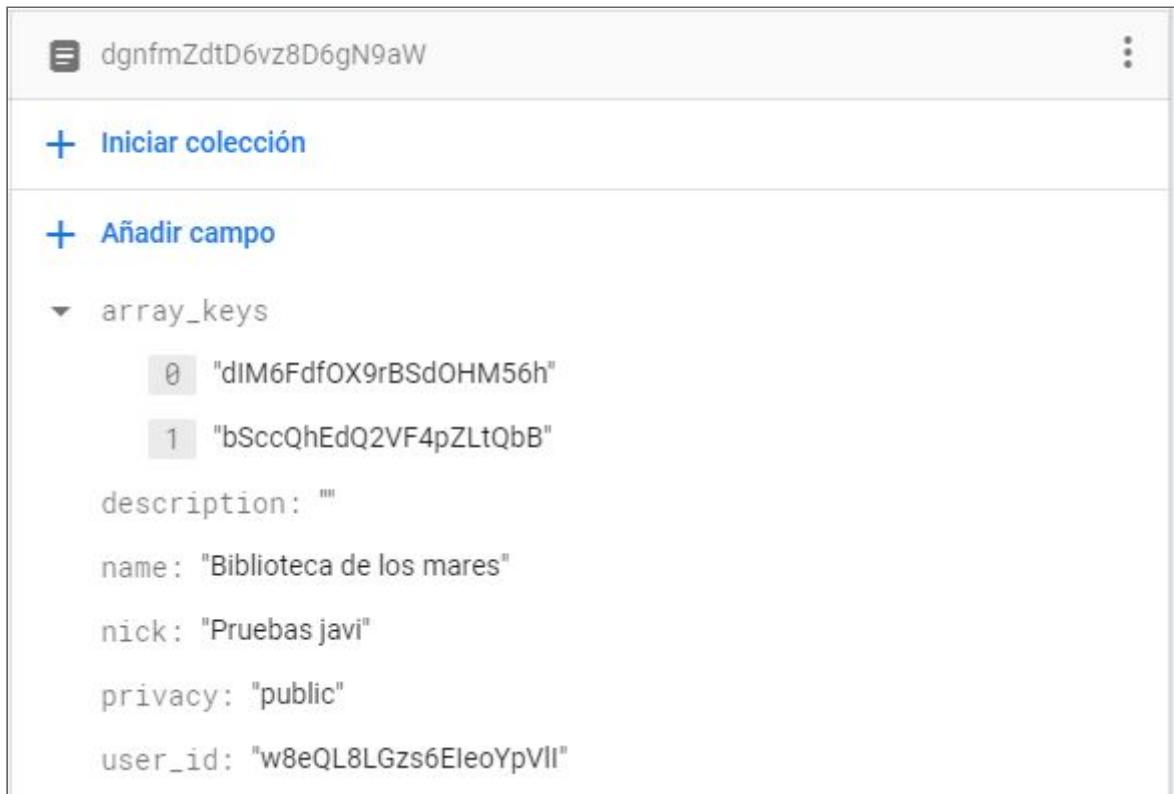 dgnfmZdtD6vz8D6gN9aW
Iniciar colección
Añadir campo
array_keys
0 "dIM6FdfOX9rBSdOHM56h"
1 "bSccQhEdQ2VF4pZLtQbB"
description: ""
name: "Biblioteca de los mares"
nick: "Pruebas javi"
privacy: "public"
user_id: "w8eQL8LGzs6EIeoYpVlI"